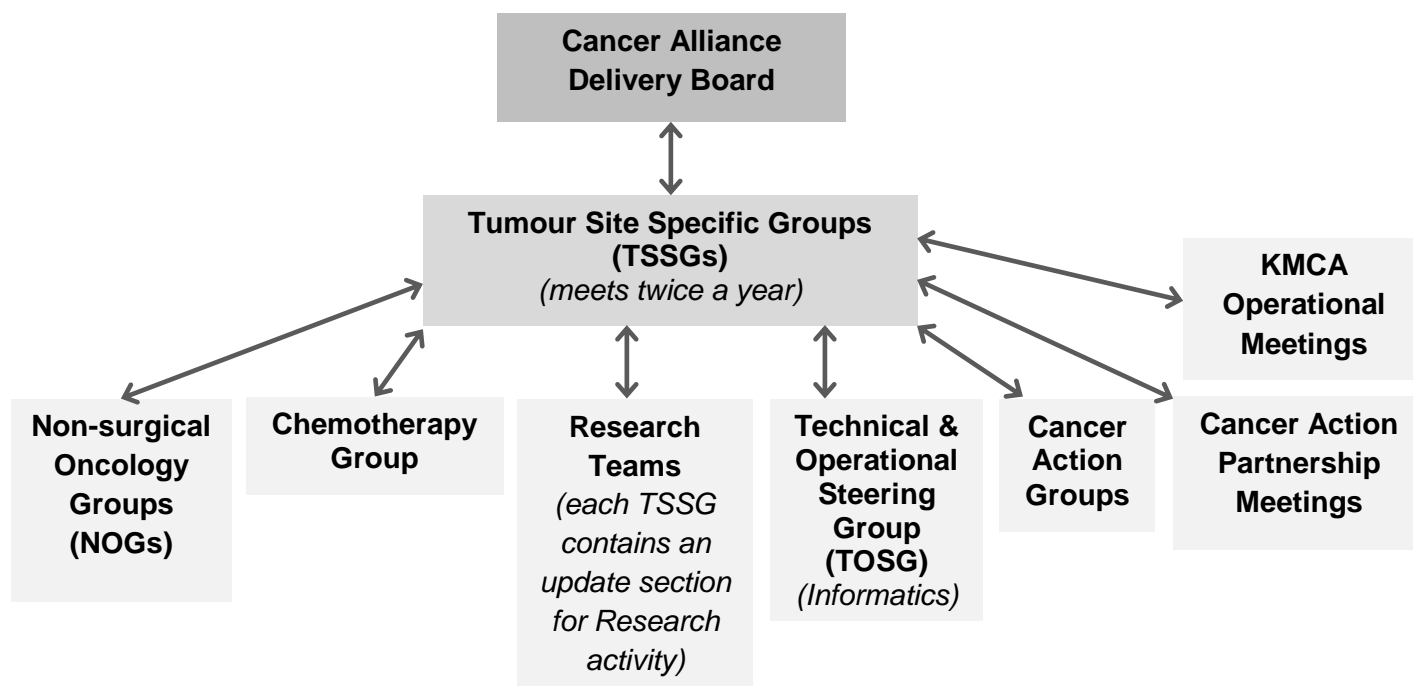 Cancer Alliance
Delivery Board
Tumour Site Specific Groups
(TSSGs)
(meets twice a year)
KMCA
Operational
Meetings
Non-surgical
Oncology
Groups
(NOGs)
Chemotherapy
Group
Research
Teams
(each TSSG
contains an
update section
for Research
activity)
Technical &
Operational
Steering
Group
(TOSG)
(Informatics)
Cancer
Action
Groups
Cancer Action
Partnership
Meetings